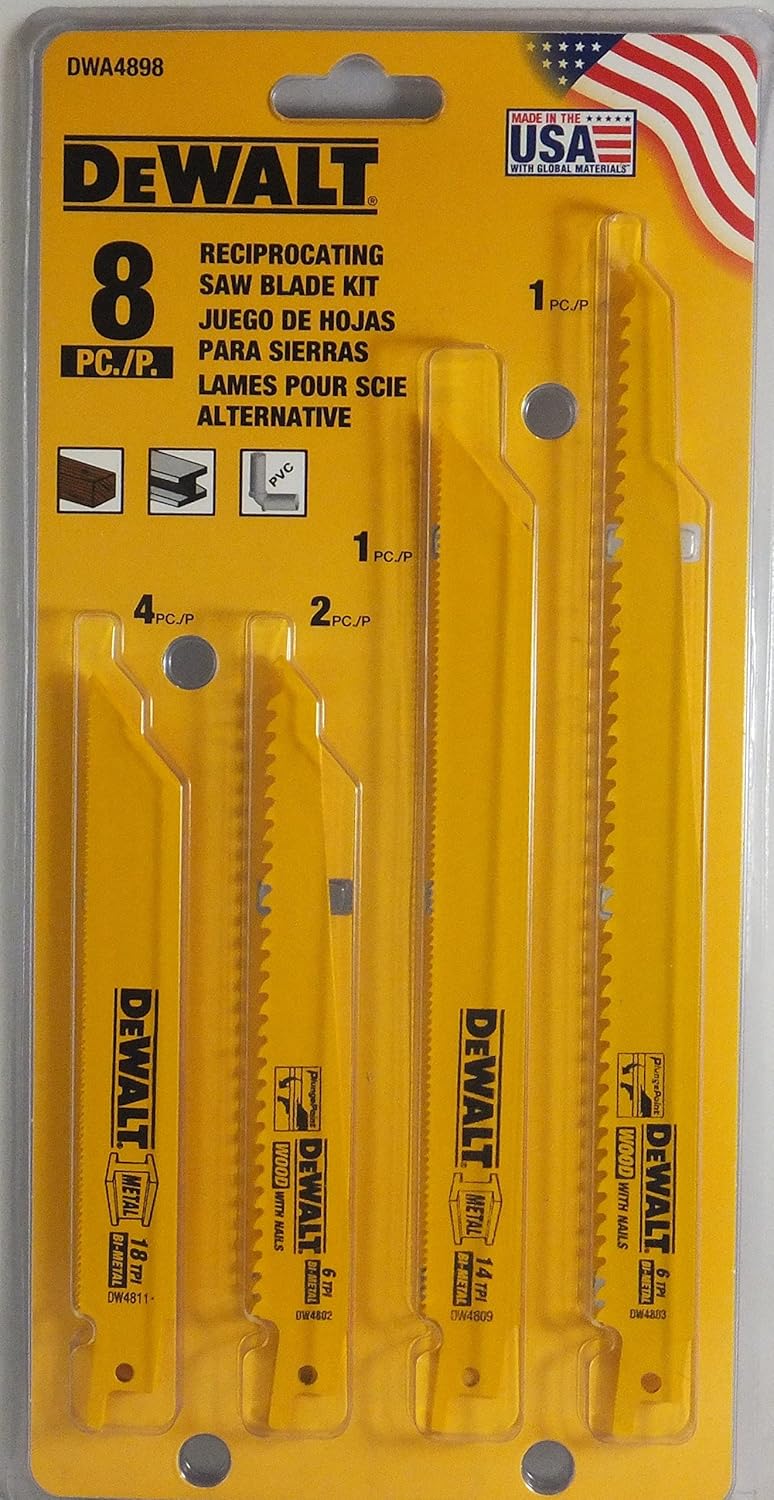 DWA4898
MADE IN THE
USA
WITH GLOBAL MATERIALS
DEWALT®
8
PC./P.
RECIPROCATING
SAW BLADE KIT
JUEGO DE HOJAS
PARA SIERRAS
LAMES POUR SCIE
ALTERNATIVE
PVC
1 PC./P
1 PC./P
4 PC./P
2 PC./P
DEWALT®
METAL
18 TPI
BI-METAL
DW4811
PlungePoint
DEWALT
WOOD WITH NAILS
6 TPI
BI-METAL
DW4802
DEWALT®
METAL
14 TPI
BI-METAL
DW4809
PlungePoint
DEWALT
WOOD WITH NAILS
6 TPI
BI-METAL
DW4803